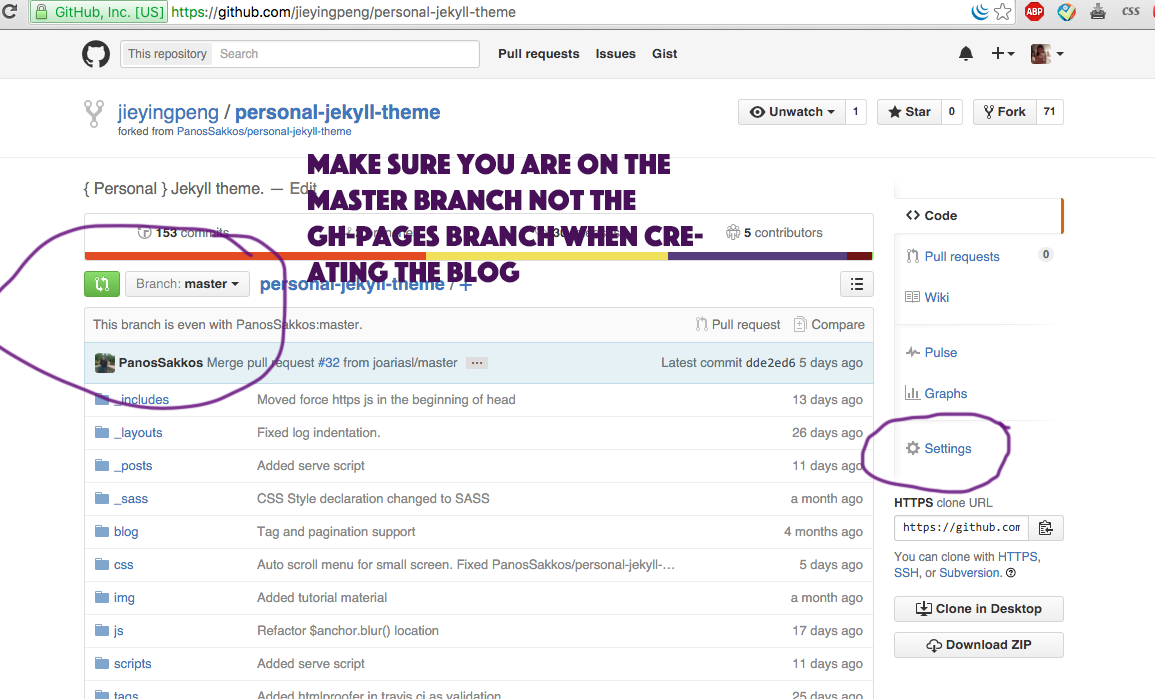 GitHub, Inc. [US] https://github.com/jieyingpeng/personal-jekyll-theme
ABP
CSS
This repository Search Pull requests Issues Gist
jieyingpeng / personal-jekyll-theme
forked from PanosSakkos/personal-jekyll-theme
Unwatch 1 Star 0 Fork 71
MAKE SURE YOU ARE ON THE
MASTER BRANCH NOT THE
GH-PAGES BRANCH WHEN CRE-
ATING THE BLOG
{ Personal } Jekyll theme. — Edit
153 commits 5 contributors
Branch: master personal-jekyll-theme / +
This branch is even with PanosSakkos:master. Pull request Compare
PanosSakkos Merge pull request #32 from joariasl/master ... Latest commit dde2ed6 5 days ago
_includes Moved force https js in the beginning of head 13 days ago
_layouts Fixed log indentation. 26 days ago
_posts Added serve script 11 days ago
_sass CSS Style declaration changed to SASS a month ago
blog Tag and pagination support 4 months ago
css Auto scroll menu for small screen. Fixed PanosSakkos/personal-jekyll-… 5 days ago
img Added tutorial material a month ago
js Refactor $anchor.blur() location 17 days ago
scripts Added serve script 11 days ago
tags Added htmlproofer in travis ci as validation 25 days ago
Code
Pull requests 0
Wiki
Pulse
Graphs
Settings
HTTPS clone URL
https://github.com
You can clone with HTTPS,
SSH, or Subversion.
Clone in Desktop
Download ZIP